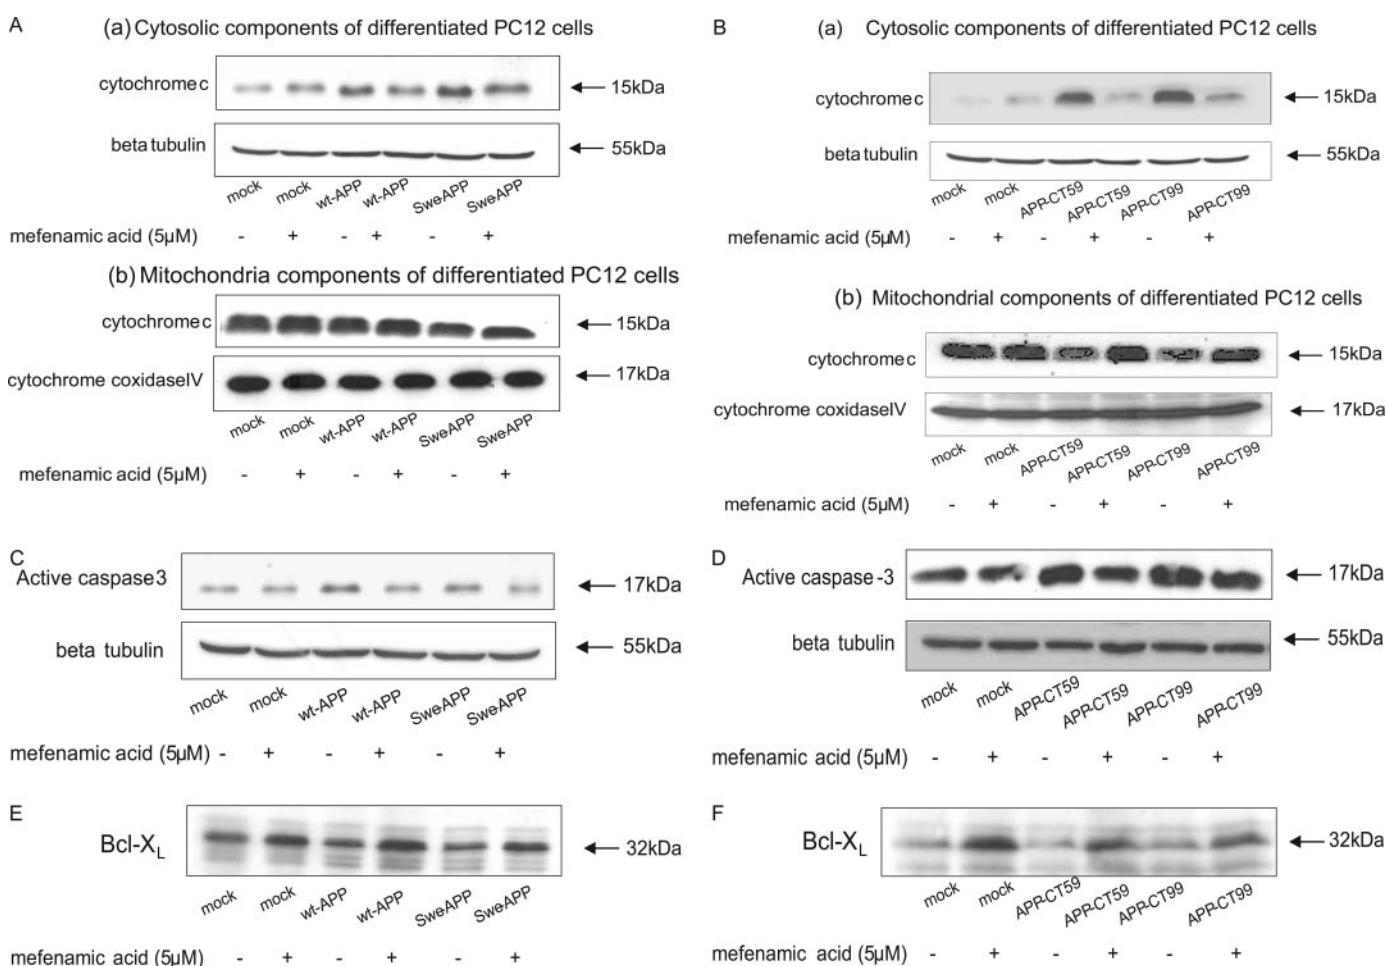 A
(a) Cytosolic components of differentiated PC12 cells
cytochrome c
15kDa
beta tubulin
55kDa
mock mock wt-APP wt-APP SweAPP SweAPP
mefenamic acid (5µM) - + - + - +
(b) Mitochondria components of differentiated PC12 cells
cytochrome c
15kDa
cytochrome coxidaseIV
17kDa
mock mock wt-APP wt-APP SweAPP SweAPP
mefenamic acid (5µM) - + - + - +
B
(a) Cytosolic components of differentiated PC12 cells
cytochrome c
15kDa
beta tubulin
55kDa
mock mock APP-CT59 APP-CT59 APP-CT99 APP-CT99
mefenamic acid (5µM) - + - + - +
(b) Mitochondrial components of differentiated PC12 cells
cytochrome c
15kDa
cytochrome coxidaseIV
17kDa
mock mock APP-CT59 APP-CT59 APP-CT99 APP-CT99
mefenamic acid (5µM) - + - + - +
C
Active caspase 3
17kDa
beta tubulin
55kDa
mock mock wt-APP wt-APP SweAPP SweAPP
mefenamic acid (5µM) - + - + - +
D
Active caspase -3
17kDa
beta tubulin
55kDa
mock mock APP-CT59 APP-CT59 APP-CT99 APP-CT99
mefenamic acid (5µM) - + - + - +
E
Bcl-XL
32kDa
mock mock wt-APP wt-APP SweAPP SweAPP
mefenamic acid (5µM) - + - + - +
F
Bcl-XL
32kDa
mock mock APP-CT59 APP-CT59 APP-CT99 APP-CT99
mefenamic acid (5µM) - + - + - +